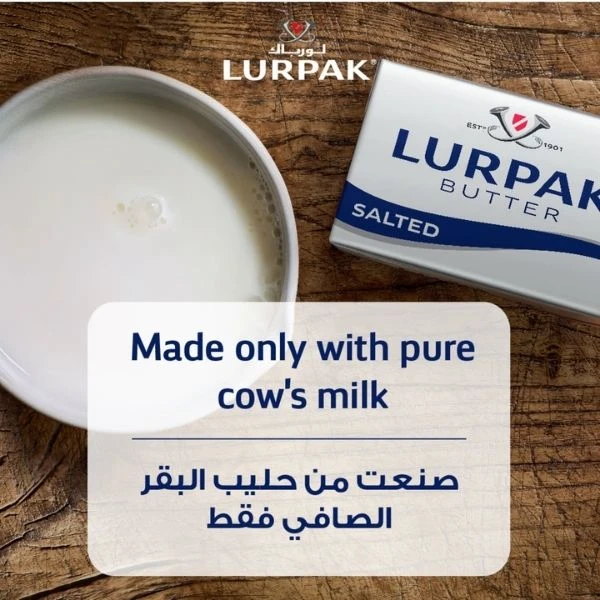 لورباك
LURPAK®
EST᛫ 1901
LURPAK
BUTTER
SALTED
Made only with pure
cow's milk
صنعت من حليب البقر
الصافي فقط